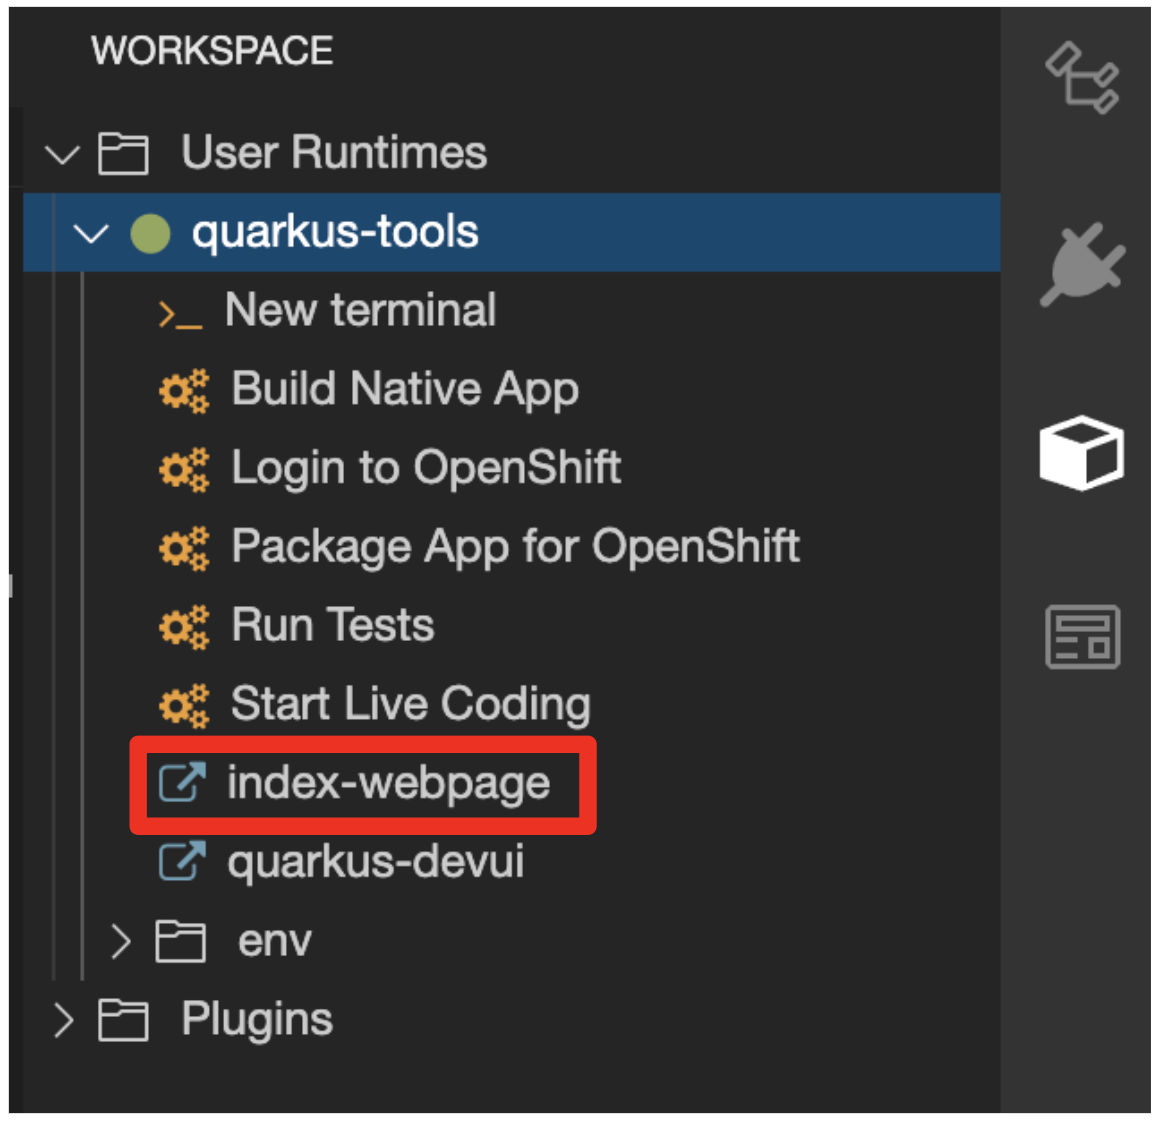 WORKSPACE
User Runtimes
quarkus-tools
New terminal
Build Native App
Login to OpenShift
Package App for OpenShift
Run Tests
Start Live Coding
index-webpage
quarkus-devui
env
Plugins